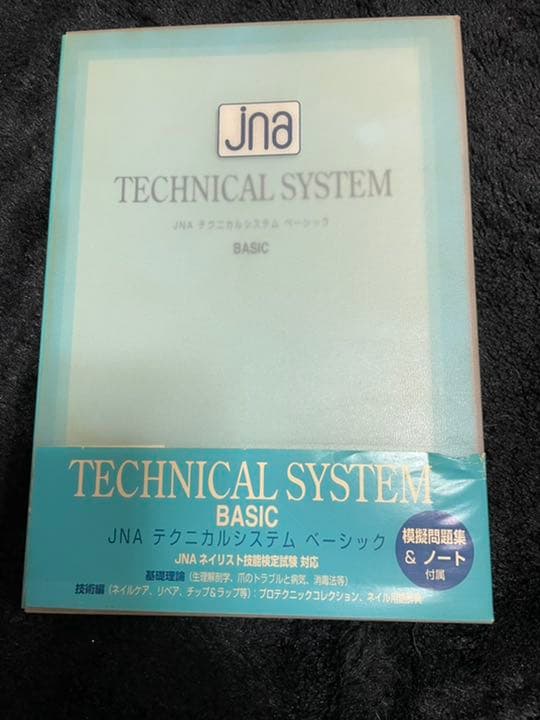 jna
TECHNICAL SYSTEM
JNA テクニカルシステム ベーシック
BASIC
TECHNICAL SYSTEM
BASIC
JNA テクニカルシステム ベーシック
JNAネイリスト技能検定試験 対応
基礎理論（生理解剖学、爪のトラブルと病気、消毒法等）
技術編（ネイルケア、リペア、チップ&ラップ等）：プロテクニックコレクション、ネイル用語辞典
模擬問題集
& ノート
付属